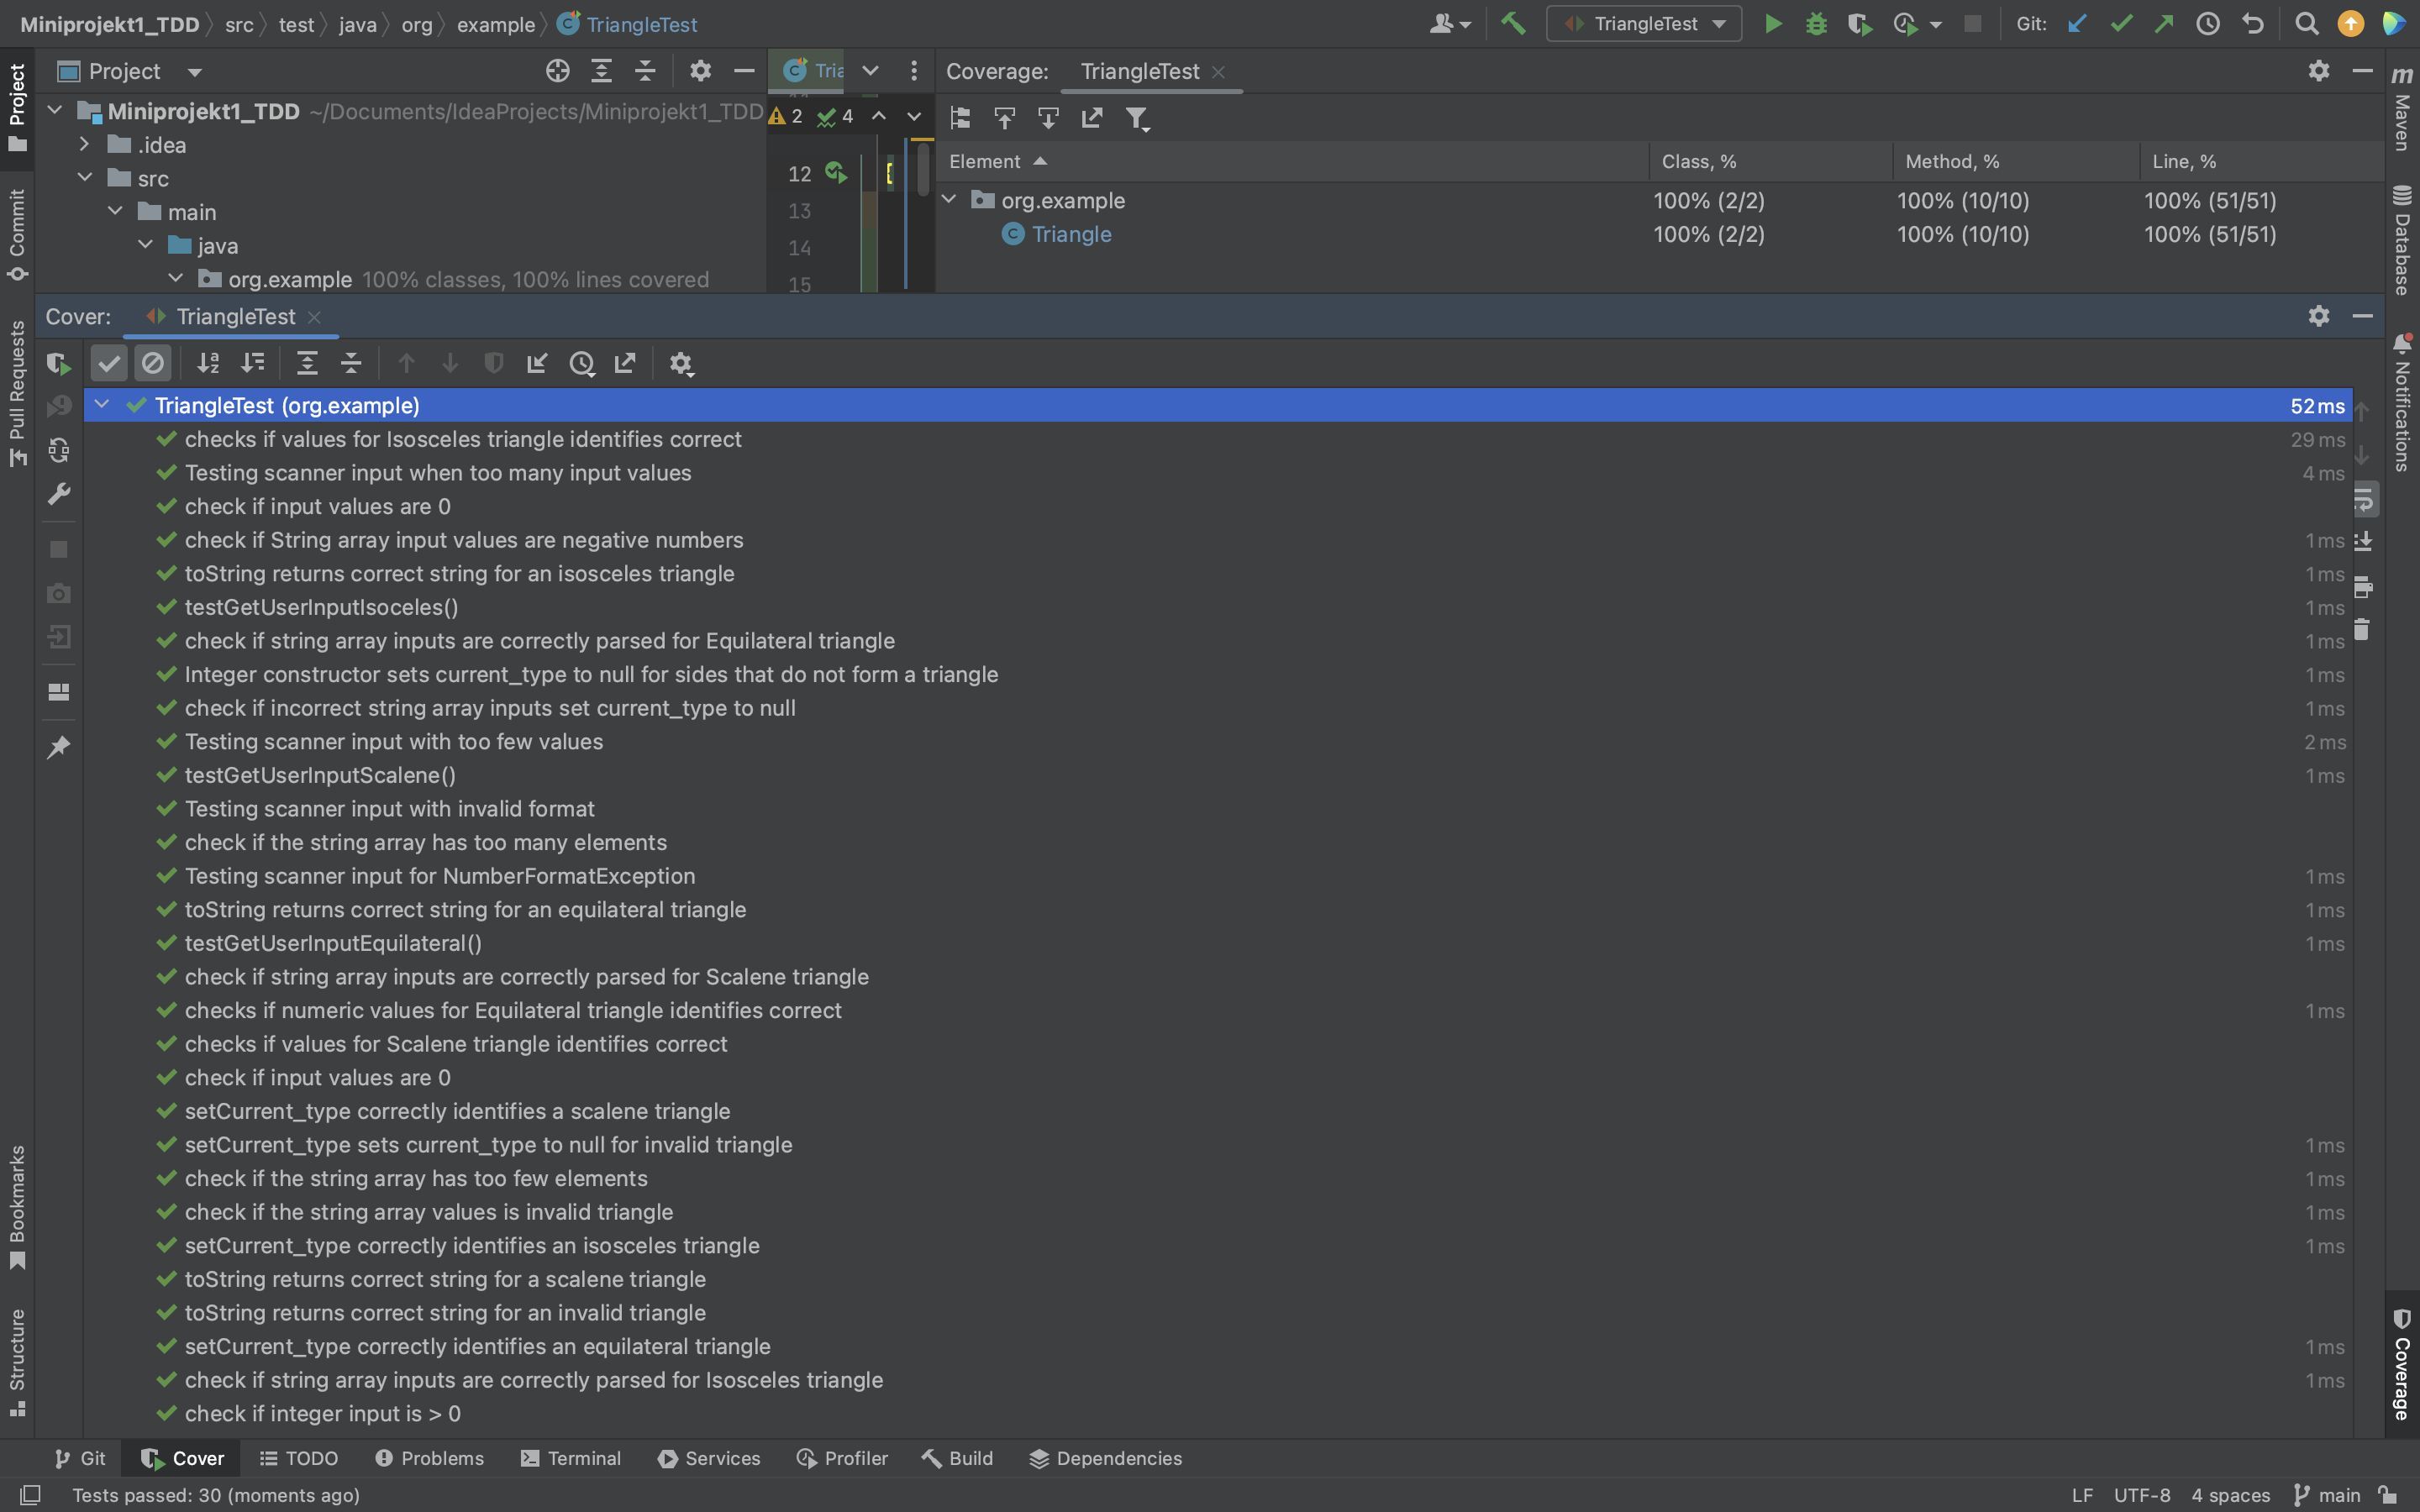 Miniprojekt1_TDD src test java org example TriangleTest TriangleTest Git:
Project
Tria
Coverage: TriangleTest
Miniprojekt1_TDD ~/Documents/IdeaProjects/Miniprojekt1_TDD
2 4
.idea
src
main
java
org.example 100% classes, 100% lines covered
12
13
14
15
Element Class, % Method, % Line, %
org.example 100% (2/2) 100% (10/10) 100% (51/51)
Triangle 100% (2/2) 100% (10/10) 100% (51/51)
Cover: TriangleTest
TriangleTest (org.example) 52 ms
checks if values for Isosceles triangle identifies correct 29 ms
Testing scanner input when too many input values 4 ms
check if input values are 0
check if String array input values are negative numbers 1 ms
toString returns correct string for an isosceles triangle 1 ms
testGetUserInputIsoceles() 1 ms
check if string array inputs are correctly parsed for Equilateral triangle 1 ms
Integer constructor sets current_type to null for sides that do not form a triangle 1 ms
check if incorrect string array inputs set current_type to null 1 ms
Testing scanner input with too few values 2 ms
testGetUserInputScalene() 1 ms
Testing scanner input with invalid format
check if the string array has too many elements
Testing scanner input for NumberFormatException 1 ms
toString returns correct string for an equilateral triangle 1 ms
testGetUserInputEquilateral() 1 ms
check if string array inputs are correctly parsed for Scalene triangle
checks if numeric values for Equilateral triangle identifies correct 1 ms
checks if values for Scalene triangle identifies correct
check if input values are 0
setCurrent_type correctly identifies a scalene triangle
setCurrent_type sets current_type to null for invalid triangle 1 ms
check if the string array has too few elements 1 ms
check if the string array values is invalid triangle 1 ms
setCurrent_type correctly identifies an isosceles triangle 1 ms
toString returns correct string for a scalene triangle
toString returns correct string for an invalid triangle
setCurrent_type correctly identifies an equilateral triangle 1 ms
check if string array inputs are correctly parsed for Isosceles triangle 1 ms
check if integer input is > 0
Project
Commit
Pull Requests
Bookmarks
Structure
m Maven
Database
Notifications
Coverage
Git Cover TODO Problems Terminal Services Profiler Build Dependencies
Tests passed: 30 (moments ago) LF UTF-8 4 spaces main